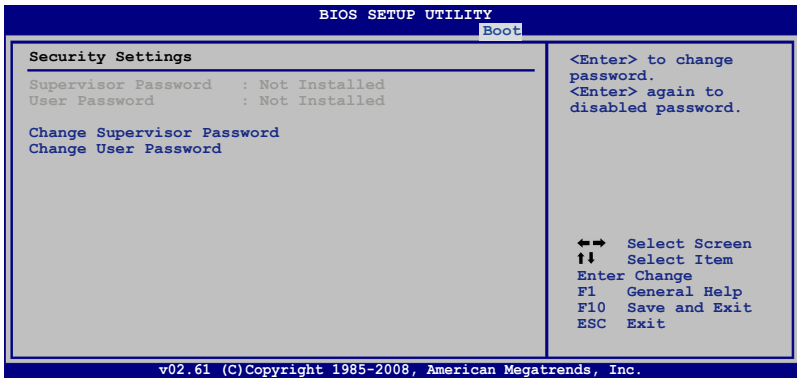 BIOS SETUP UTILITY
Boot
Security Settings
Supervisor Password : Not Installed
User Password : Not Installed
Change Supervisor Password
Change User Password
<Enter> to change
password.
<Enter> again to
disabled password.
←→ Select Screen
↑↓ Select Item
Enter Change
F1 General Help
F10 Save and Exit
ESC Exit
v02.61 (C)Copyright 1985-2008, American Megatrends, Inc.